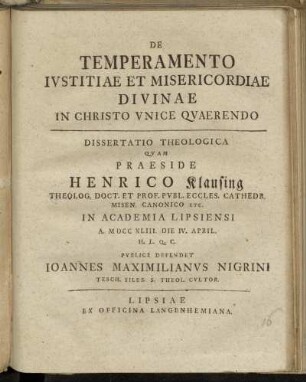 DE
TEMPERAMENTO
IVSTITIAE ET MISERICORDIAE
DIVINAE
IN CHRISTO VNICE QVAERENDO
DISSERTATIO THEOLOGICA
QVAM
PRAESIDE
HENRICO Klausing
THEOLOG. DOCT. ET PROF. PVBL. ECCLES. CATHEDR.
MISEN. CANONICO ETC.
IN ACADEMIA LIPSIENSI
A. MDCC XLIII. DIE IV. APRIL.
H. L. Q. C.
PVBLICE DEFENDET
IOANNES MAXIMILIANVS NIGRINI
TESCH. SILES. S. THEOL. CVLTOR.
LIPSIAE
EX OFFICINA LANGENHEMIANA.